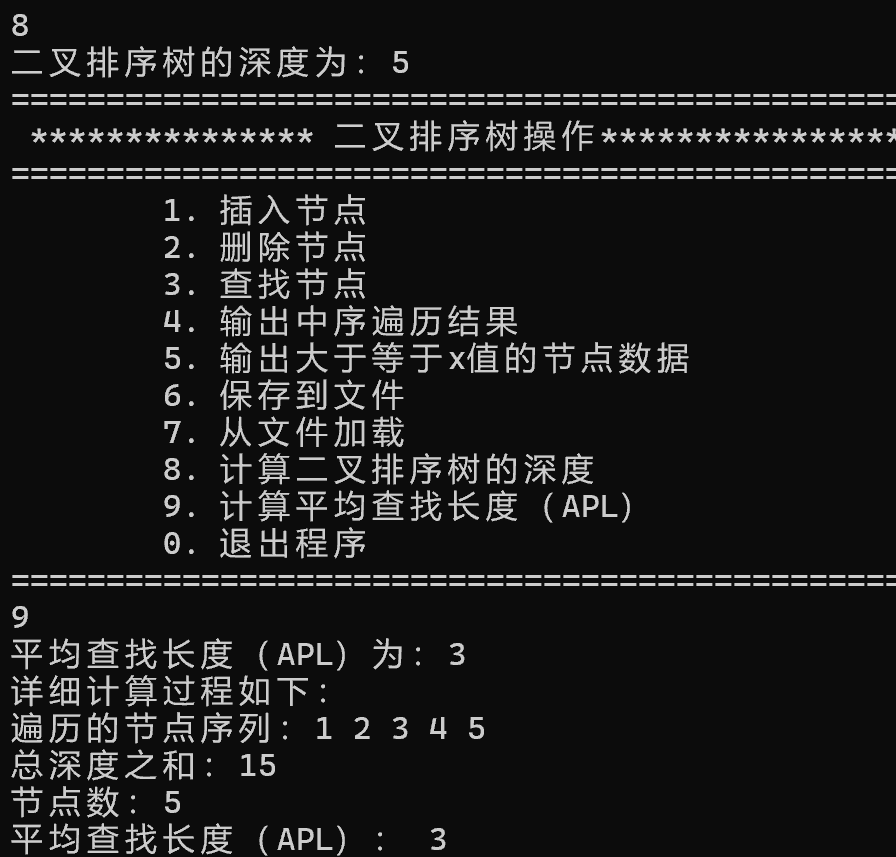 8
二叉排序树的深度为: 5
===============================================
*************** 二叉排序树操作****************
===============================================
1. 插入节点
2. 删除节点
3. 查找节点
4. 输出中序遍历结果
5. 输出大于等于x值的节点数据
6. 保存到文件
7. 从文件加载
8. 计算二叉排序树的深度
9. 计算平均查找长度（APL）
0. 退出程序
===============================================
9
平均查找长度（APL）为: 3
详细计算过程如下:
遍历的节点序列: 1 2 3 4 5
总深度之和: 15
节点数: 5
平均查找长度（APL）: 3